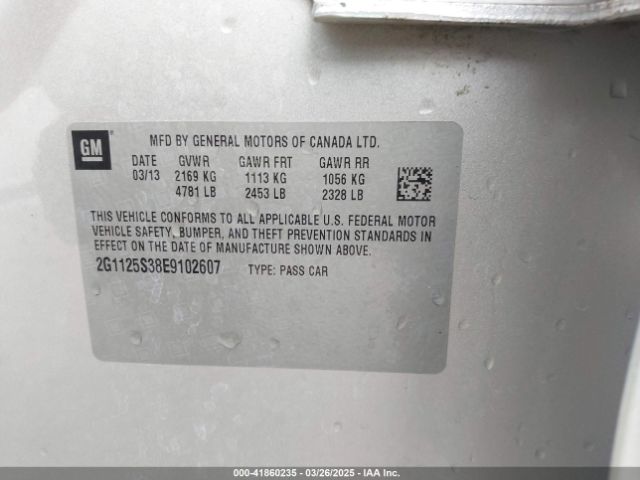 GM
MFD BY GENERAL MOTORS OF CANADA LTD.
DATE GVWR GAWR FRT GAWR RR
03/13 2169 KG 1113 KG 1056 KG
4781 LB 2453 LB 2328 LB
THIS VEHICLE CONFORMS TO ALL APPLICABLE U.S. FEDERAL MOTOR
VEHICLE SAFETY, BUMPER, AND THEFT PREVENTION STANDARDS IN
EFFECT ON THE DATE OF MANUFACTURE SHOWN ABOVE.
2G1125S38E9102607 TYPE: PASS CAR
000-41860235 - 03/26/2025 - IAA Inc.